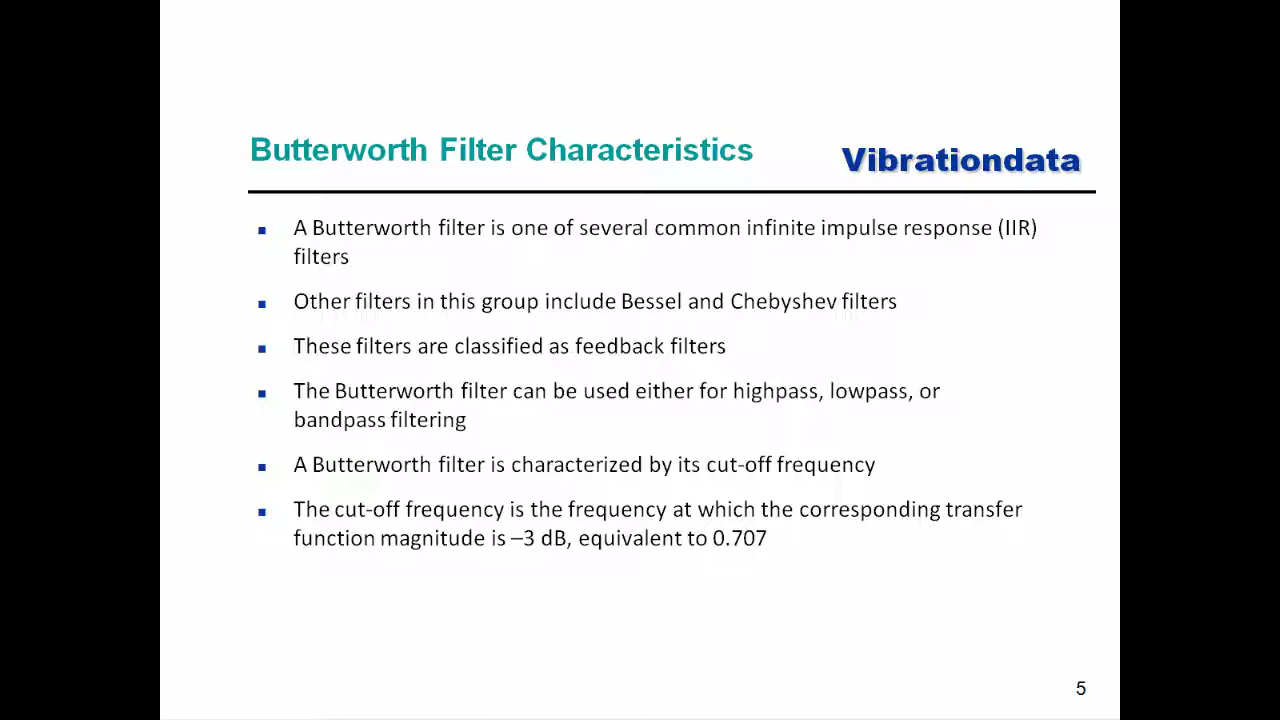 Butterworth Filter Characteristics
Vibrationdata
A Butterworth filter is one of several common infinite impulse response (IIR)
filters
Other filters in this group include Bessel and Chebyshev filters
These filters are classified as feedback filters
The Butterworth filter can be used either for highpass, lowpass, or
bandpass filtering
A Butterworth filter is characterized by its cut-off frequency
The cut-off frequency is the frequency at which the corresponding transfer
function magnitude is –3 dB, equivalent to 0.707
5